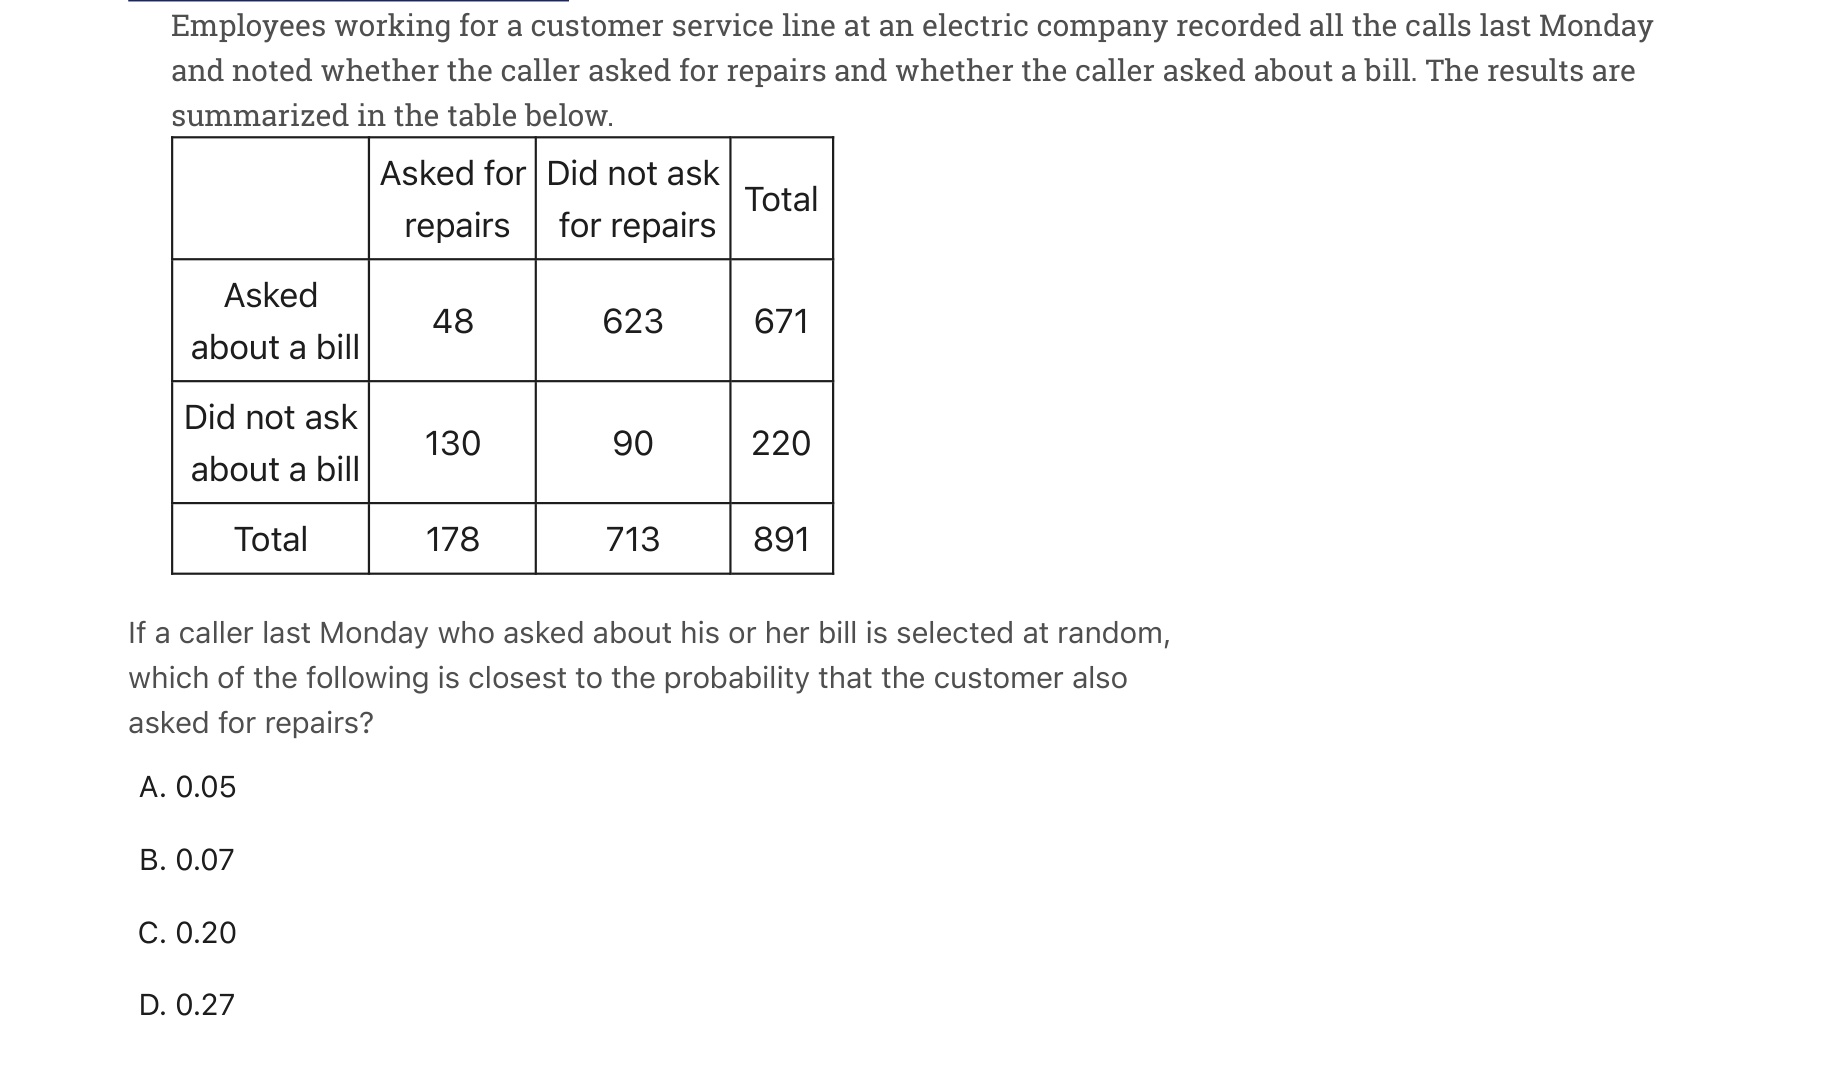 Employees working for a customer service line at an electric company recorded all the calls last Monday
and noted whether the caller asked for repairs and whether the caller asked about a bill. The results are
summarized in the table below.
Asked for repairs Did not ask for repairs Total
Asked about a bill 48 623 671
Did not ask about a bill 130 90 220
Total 178 713 891
If a caller last Monday who asked about his or her bill is selected at random,
which of the following is closest to the probability that the customer also
asked for repairs?
A. 0.05
B. 0.07
C. 0.20
D. 0.27